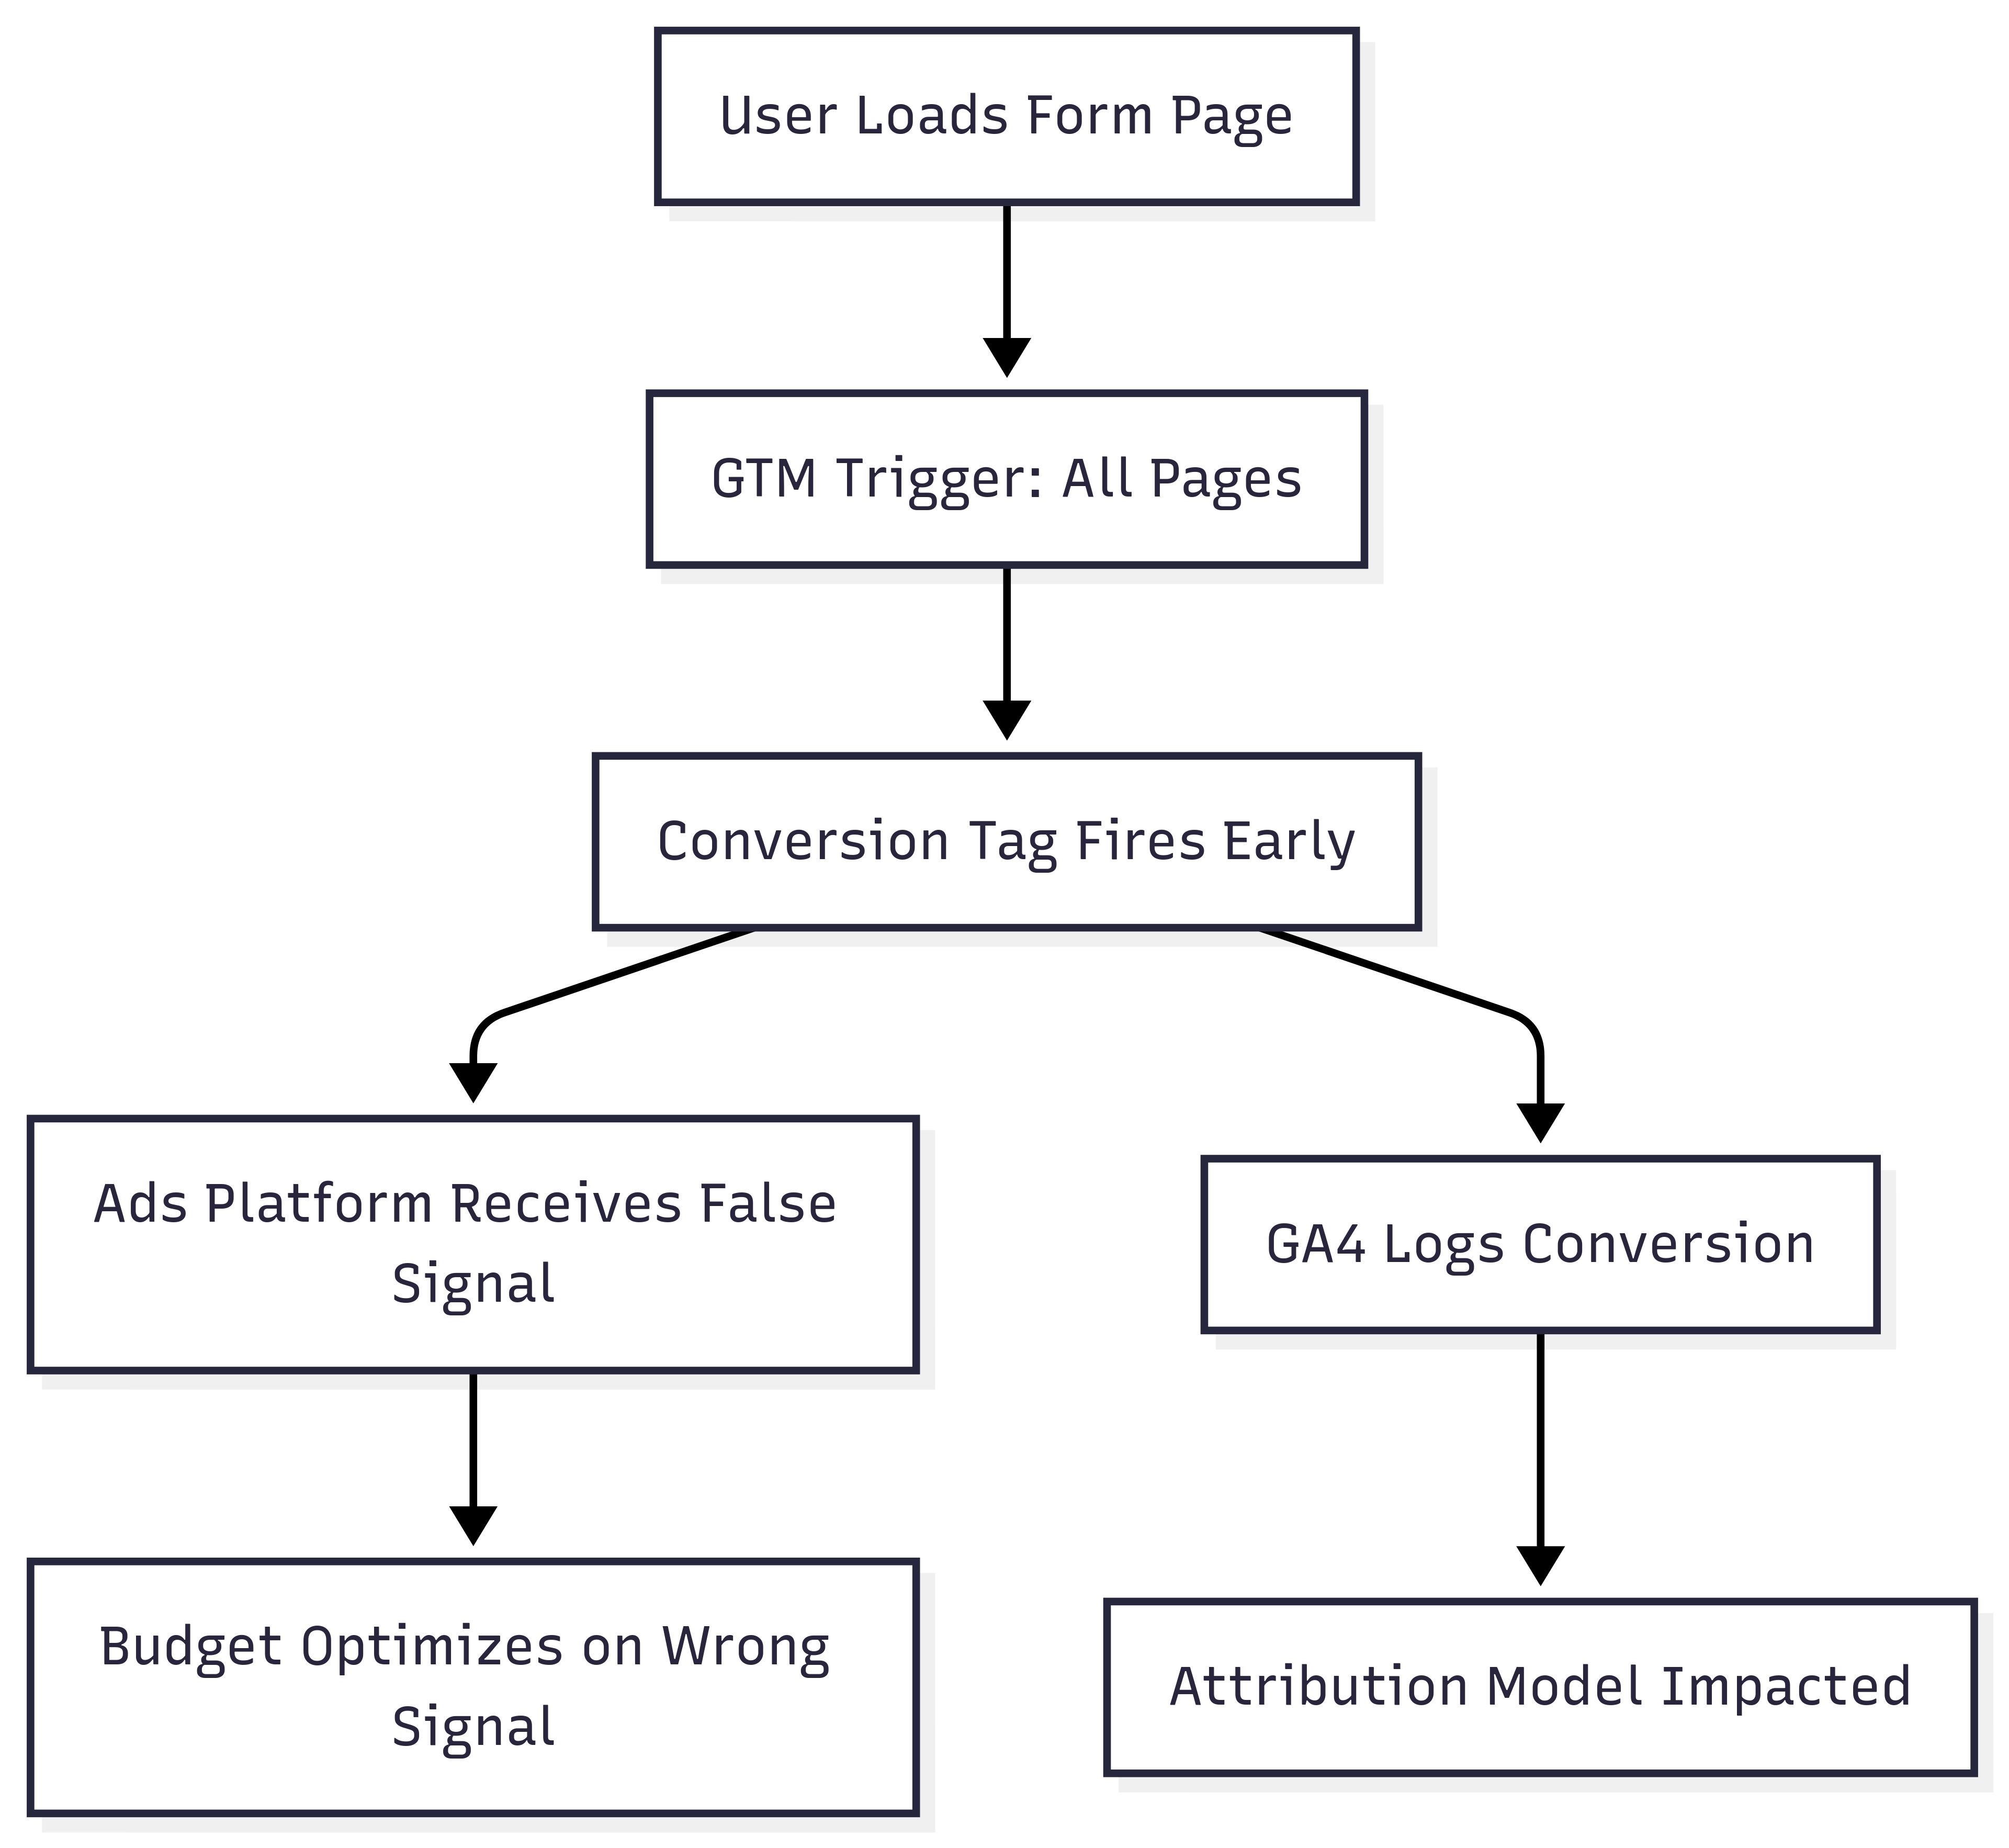 User Loads Form Page
GTM Trigger: All Pages
Conversion Tag Fires Early
Ads Platform Receives False
Signal
GA4 Logs Conversion
Budget Optimizes on Wrong
Signal
Attribution Model Impacted